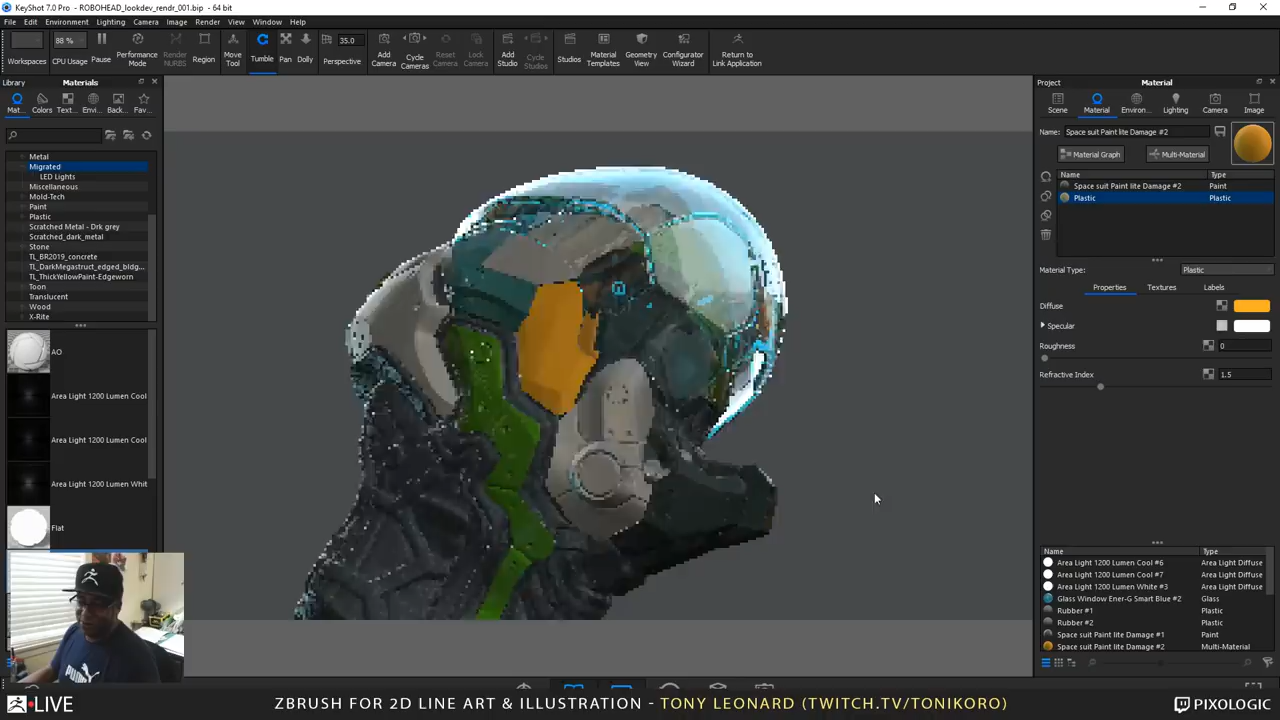 KeyShot 7.0 Pro - ROBOHEAD_lookdev_rendr_001.bip - 64 bit
File Edit Environment Lighting Camera Image Render View Window Help
88 % 35.0
Workspaces CPU Usage Pause Performance Mode Render NURBS Region Move Tool Tumble Pan Dolly Perspective Add Camera Cycle Cameras Reset Camera Lock Camera Add Studio Cycle Studios Studios Material Templates Geometry View Configurator Wizard Return to Link Application
Library Materials
Mat... Colors Text... Envi... Back... Fav...
Metal
Migrated
LED Lights
Miscellaneous
Mold-Tech
Paint
Plastic
Scratched Metal - Drk grey
Scratched_dark_metal
Stone
TL_BR2019_concrete
TL_DarkMegastruct_edged_bldg...
TL_ThickYellowPaint-Edgeworn
Toon
Translucent
Wood
X-Rite
AO
Area Light 1200 Lumen Cool
Area Light 1200 Lumen Cool
Area Light 1200 Lumen Whit
Flat
Project Material
Scene Material Environ... Lighting Camera Image
Name: Space suit Paint lite Damage #2
Material Graph Multi-Material
Name Type
Space suit Paint lite Damage #2 Paint
Plastic Plastic
Material Type: Plastic
Properties Textures Labels
Diffuse
Specular
Roughness 0
Refractive Index 1.5
Name Type
Area Light 1200 Lumen Cool #6 Area Light Diffuse
Area Light 1200 Lumen Cool #7 Area Light Diffuse
Area Light 1200 Lumen White #3 Area Light Diffuse
Glass Window Ener-G Smart Blue #2 Glass
Rubber #1 Plastic
Rubber #2 Plastic
Space suit Paint lite Damage #1 Paint
Space suit Paint lite Damage #2 Multi-Material
PUMA
LIVE ZBRUSH FOR 2D LINE ART & ILLUSTRATION - TONY LEONARD (TWITCH.TV/TONIKORO) PIXOLOGIC